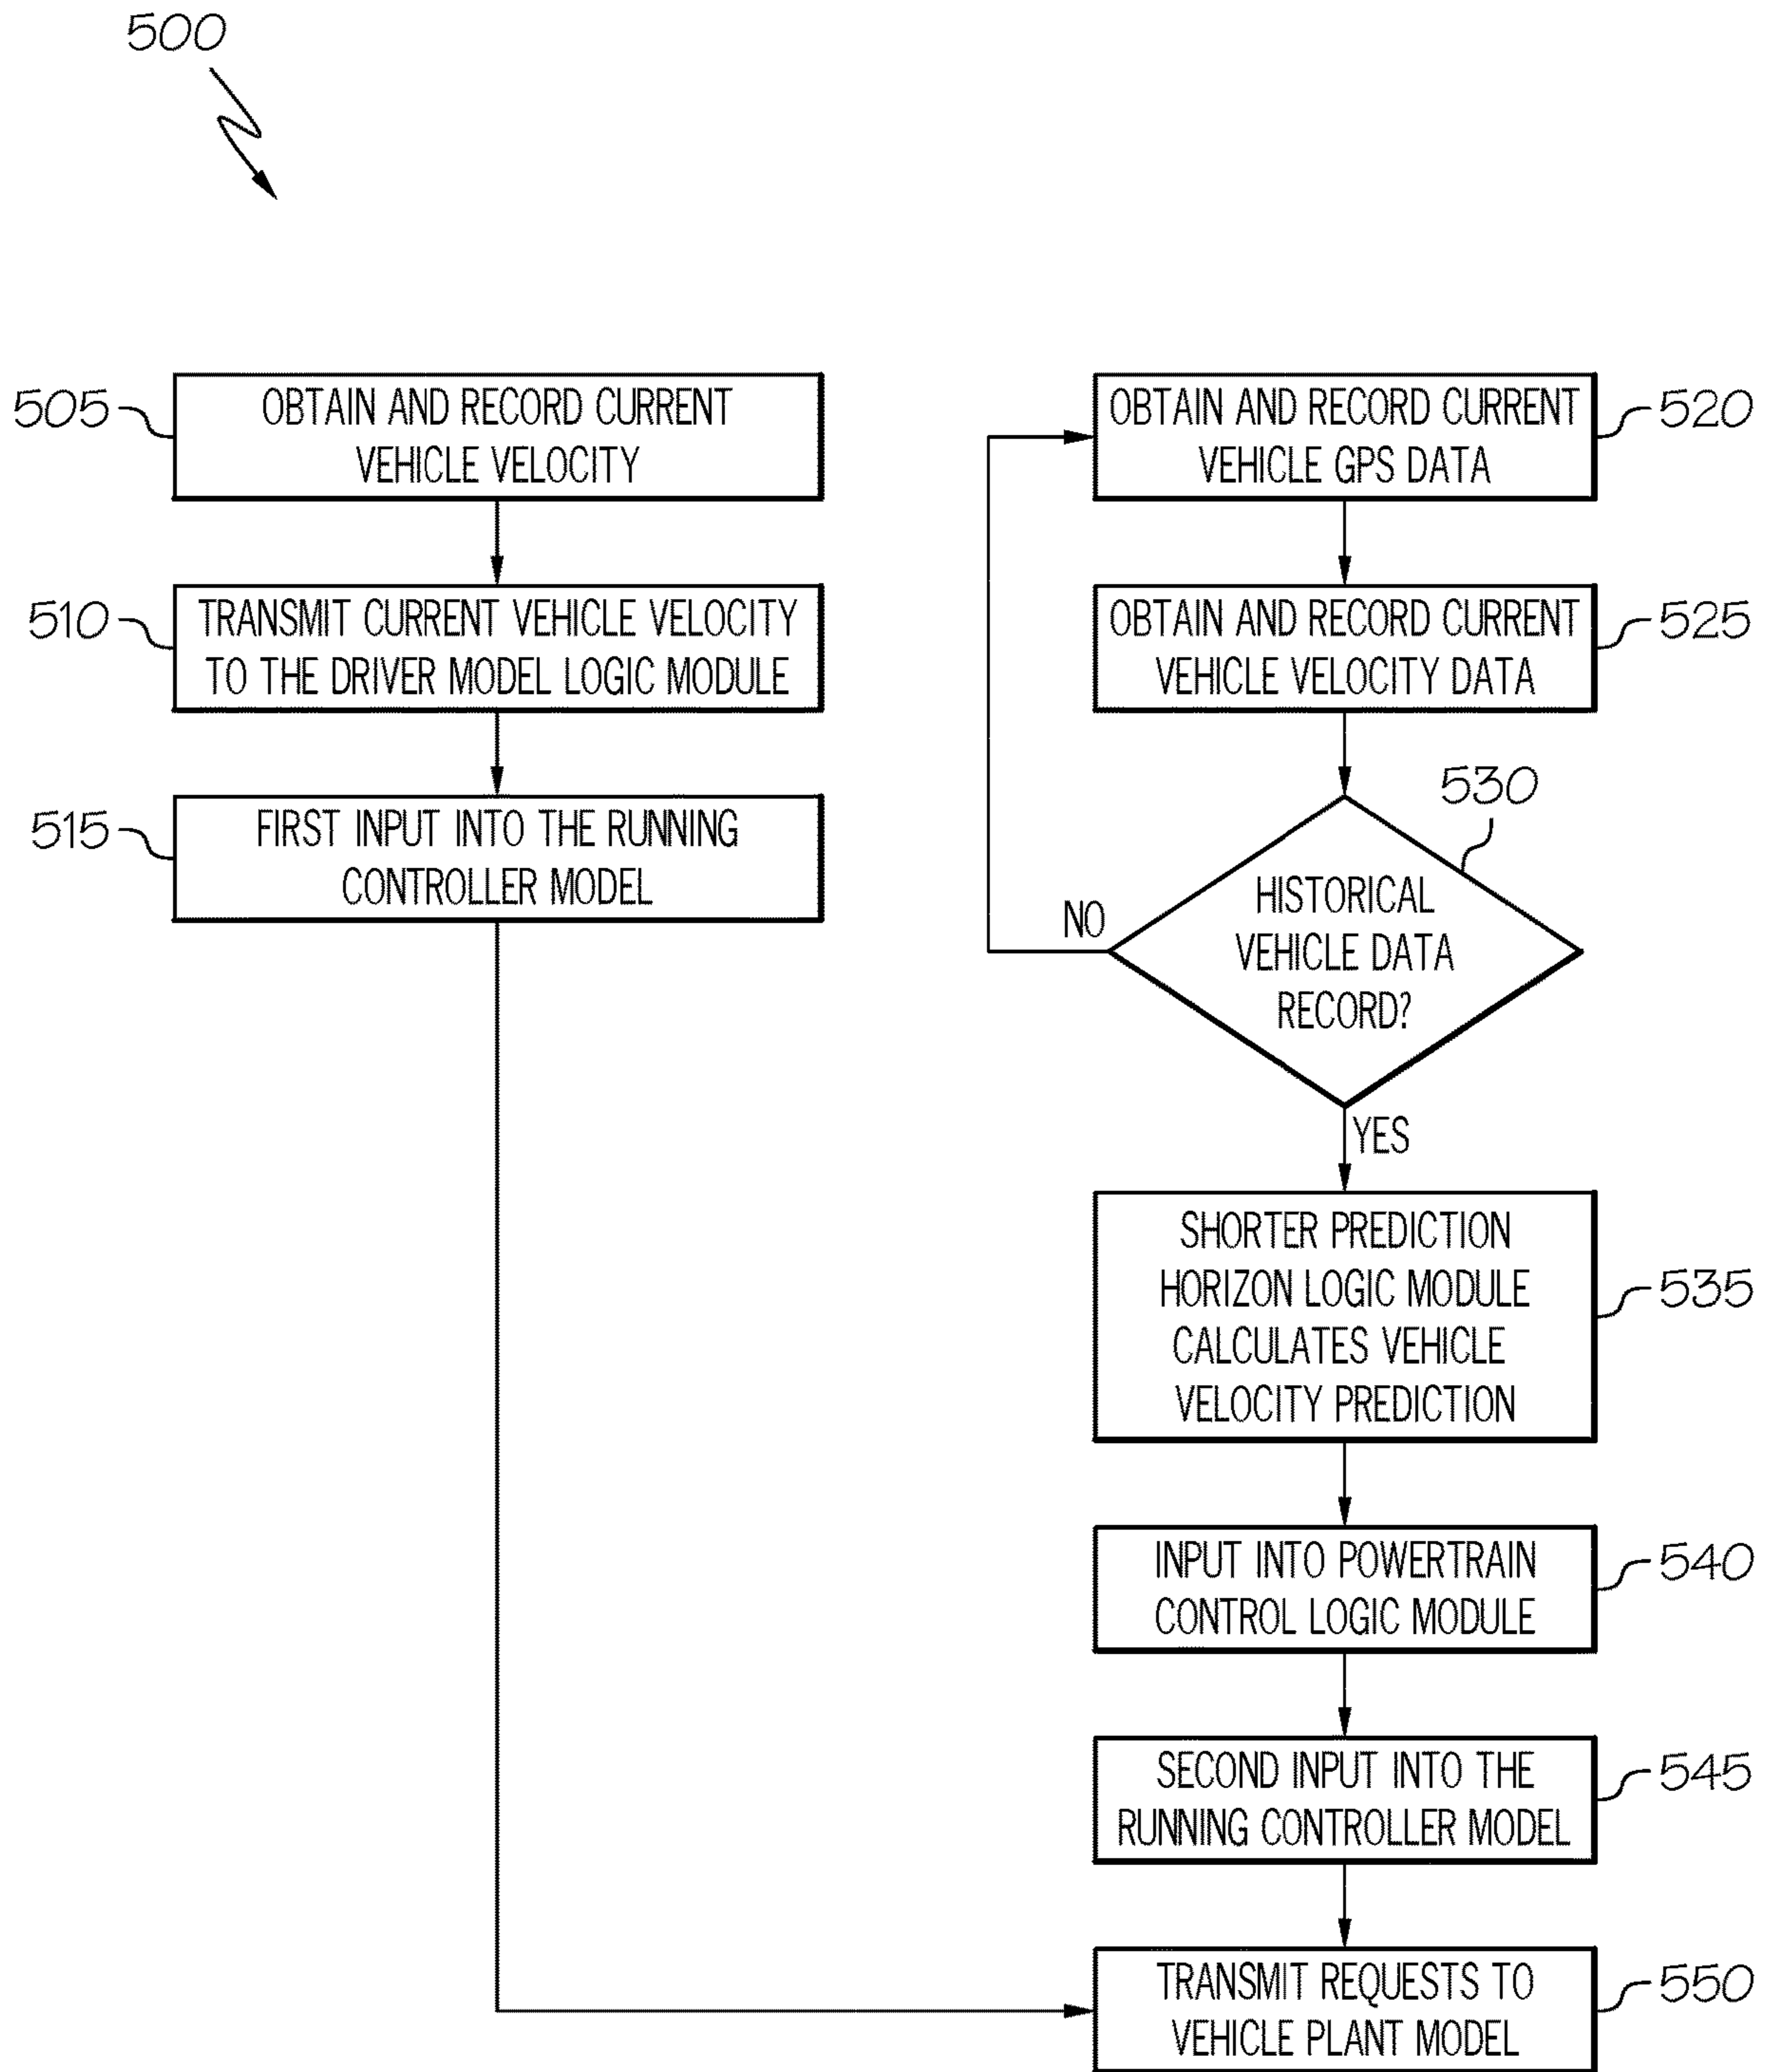 500
505
OBTAIN AND RECORD CURRENT
VEHICLE VELOCITY
510
TRANSMIT CURRENT VEHICLE VELOCITY
TO THE DRIVER MODEL LOGIC MODULE
515
FIRST INPUT INTO THE RUNNING
CONTROLLER MODEL
OBTAIN AND RECORD CURRENT
VEHICLE GPS DATA
520
OBTAIN AND RECORD CURRENT
VEHICLE VELOCITY DATA
525
530
HISTORICAL
VEHICLE DATA
RECORD?
NO
YES
SHORTER PREDICTION
HORIZON LOGIC MODULE
CALCULATES VEHICLE
VELOCITY PREDICTION
535
INPUT INTO POWERTRAIN
CONTROL LOGIC MODULE
540
SECOND INPUT INTO THE
RUNNING CONTROLLER MODEL
545
TRANSMIT REQUESTS TO
VEHICLE PLANT MODEL
550